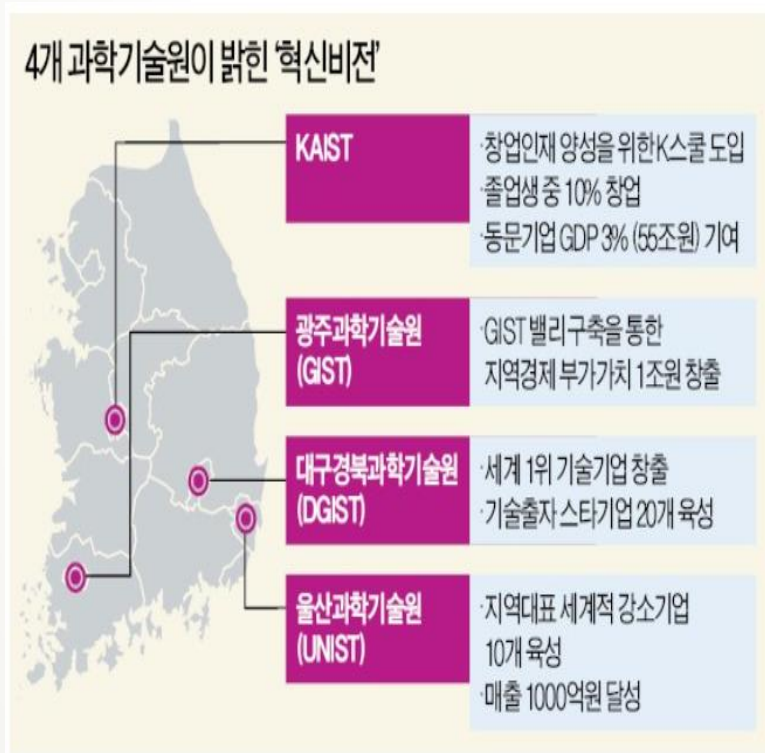 4개 과학기술원이 밝힌 '혁신비전'
KAIST
·창업인재 양성을 위한 K스쿨 도입
·졸업생 중 10% 창업
·동문기업 GDP 3% (55조원) 기여
광주과학기술원
(GIST)
·GIST 밸리구축을 통한
지역경제 부가가치 1조원 창출
대구경북과학기술원
(DGIST)
·세계 1위 기술기업 창출
·기술출자 스타기업 20개 육성
울산과학기술원
(UNIST)
·지역대표 세계적 강소기업
10개 육성
·매출 1000억원 달성